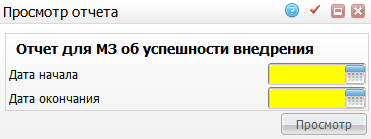 Просмотр отчета
Отчет для МЗ об успешности внедрения
Дата начала
Дата окончания
Просмотр